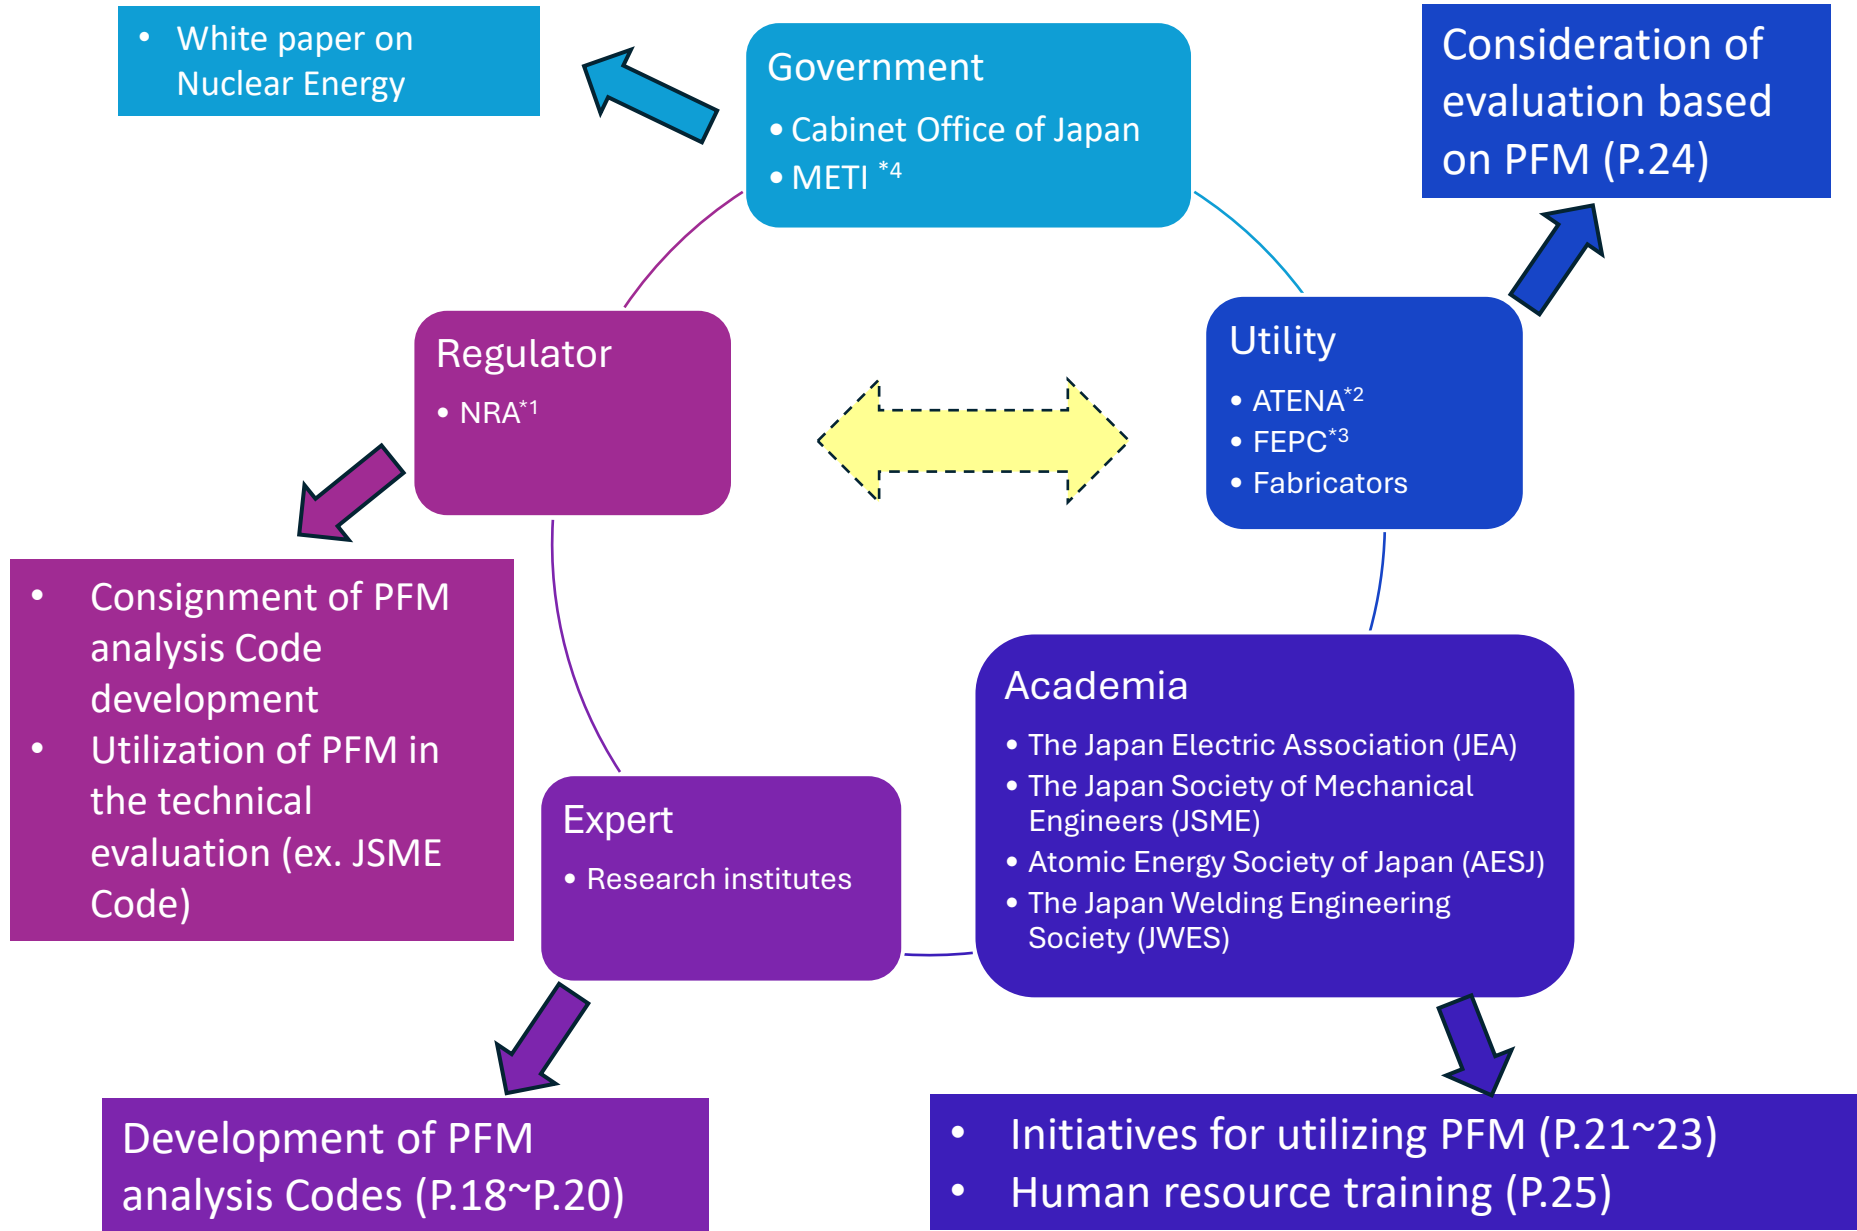 • White paper on
Nuclear Energy
Government
• Cabinet Office of Japan
• METI *4
Consideration of
evaluation based
on PFM (P.24)
Regulator
• NRA*1
Utility
• ATENA*2
• FEPC*3
• Fabricators
• Consignment of PFM
analysis Code
development
• Utilization of PFM in
the technical
evaluation (ex. JSME
Code)
Expert
• Research institutes
Academia
• The Japan Electric Association (JEA)
• The Japan Society of Mechanical
Engineers (JSME)
• Atomic Energy Society of Japan (AESJ)
• The Japan Welding Engineering
Society (JWES)
Development of PFM
analysis Codes (P.18~P.20)
• Initiatives for utilizing PFM (P.21~23)
• Human resource training (P.25)